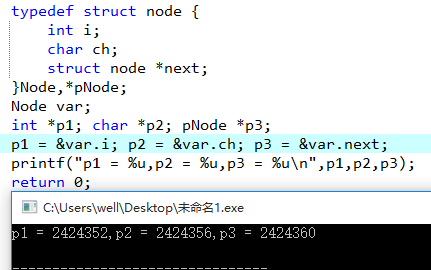 typedef struct node {
    int i;
    char ch;
    struct node *next;
}Node,*pNode;
Node var;
int *p1; char *p2; pNode *p3;
p1 = &var.i; p2 = &var.ch; p3 = &var.next;
printf("p1 = %u,p2 = %u,p3 = %u\n",p1,p2,p3);
return 0;
C:\Users\well\Desktop\未命名1.exe
p1 = 2424352,p2 = 2424356,p3 = 2424360
--------------------------------